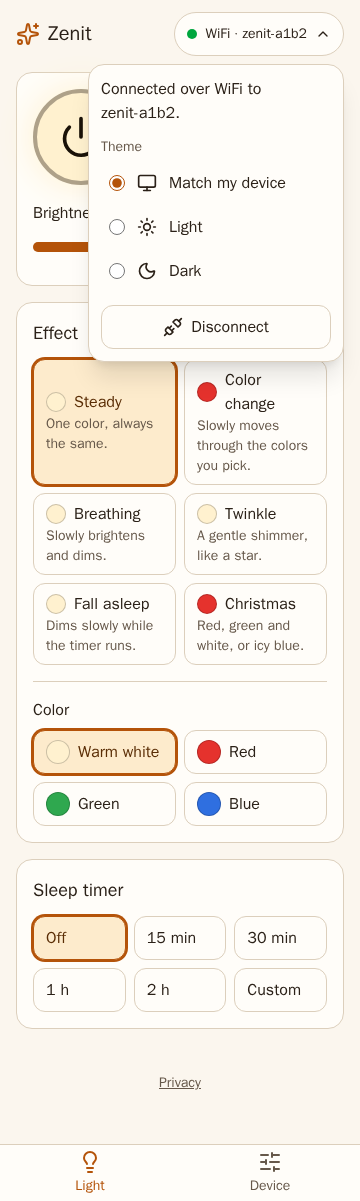 Zenit
WiFi · zenit-a1b2
Connected over WiFi to
zenit-a1b2.
Theme
Match my device
Light
Dark
Disconnect
Effect
Steady
One color, always
the same.
Color
change
Slowly moves
through the colors
you pick.
Breathing
Slowly brightens
and dims.
Twinkle
A gentle shimmer,
like a star.
Fall asleep
Dims slowly while
the timer runs.
Christmas
Red, green and
white, or icy blue.
Color
Warm white
Red
Green
Blue
Sleep timer
Off
15 min
30 min
1 h
2 h
Custom
Privacy
Light
Device